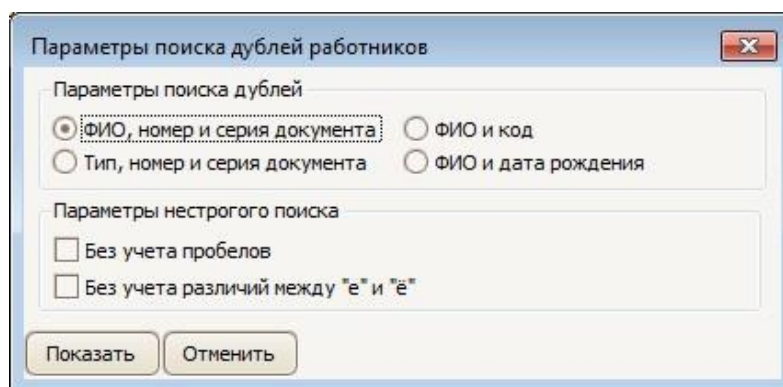 Параметры поиска дублей работников
Параметры поиска дублей
ФИО, номер и серия документа
ФИО и код
Тип, номер и серия документа
ФИО и дата рождения
Параметры нестрогого поиска
Без учета пробелов
Без учета различий между "е" и "ё"
Показать
Отменить